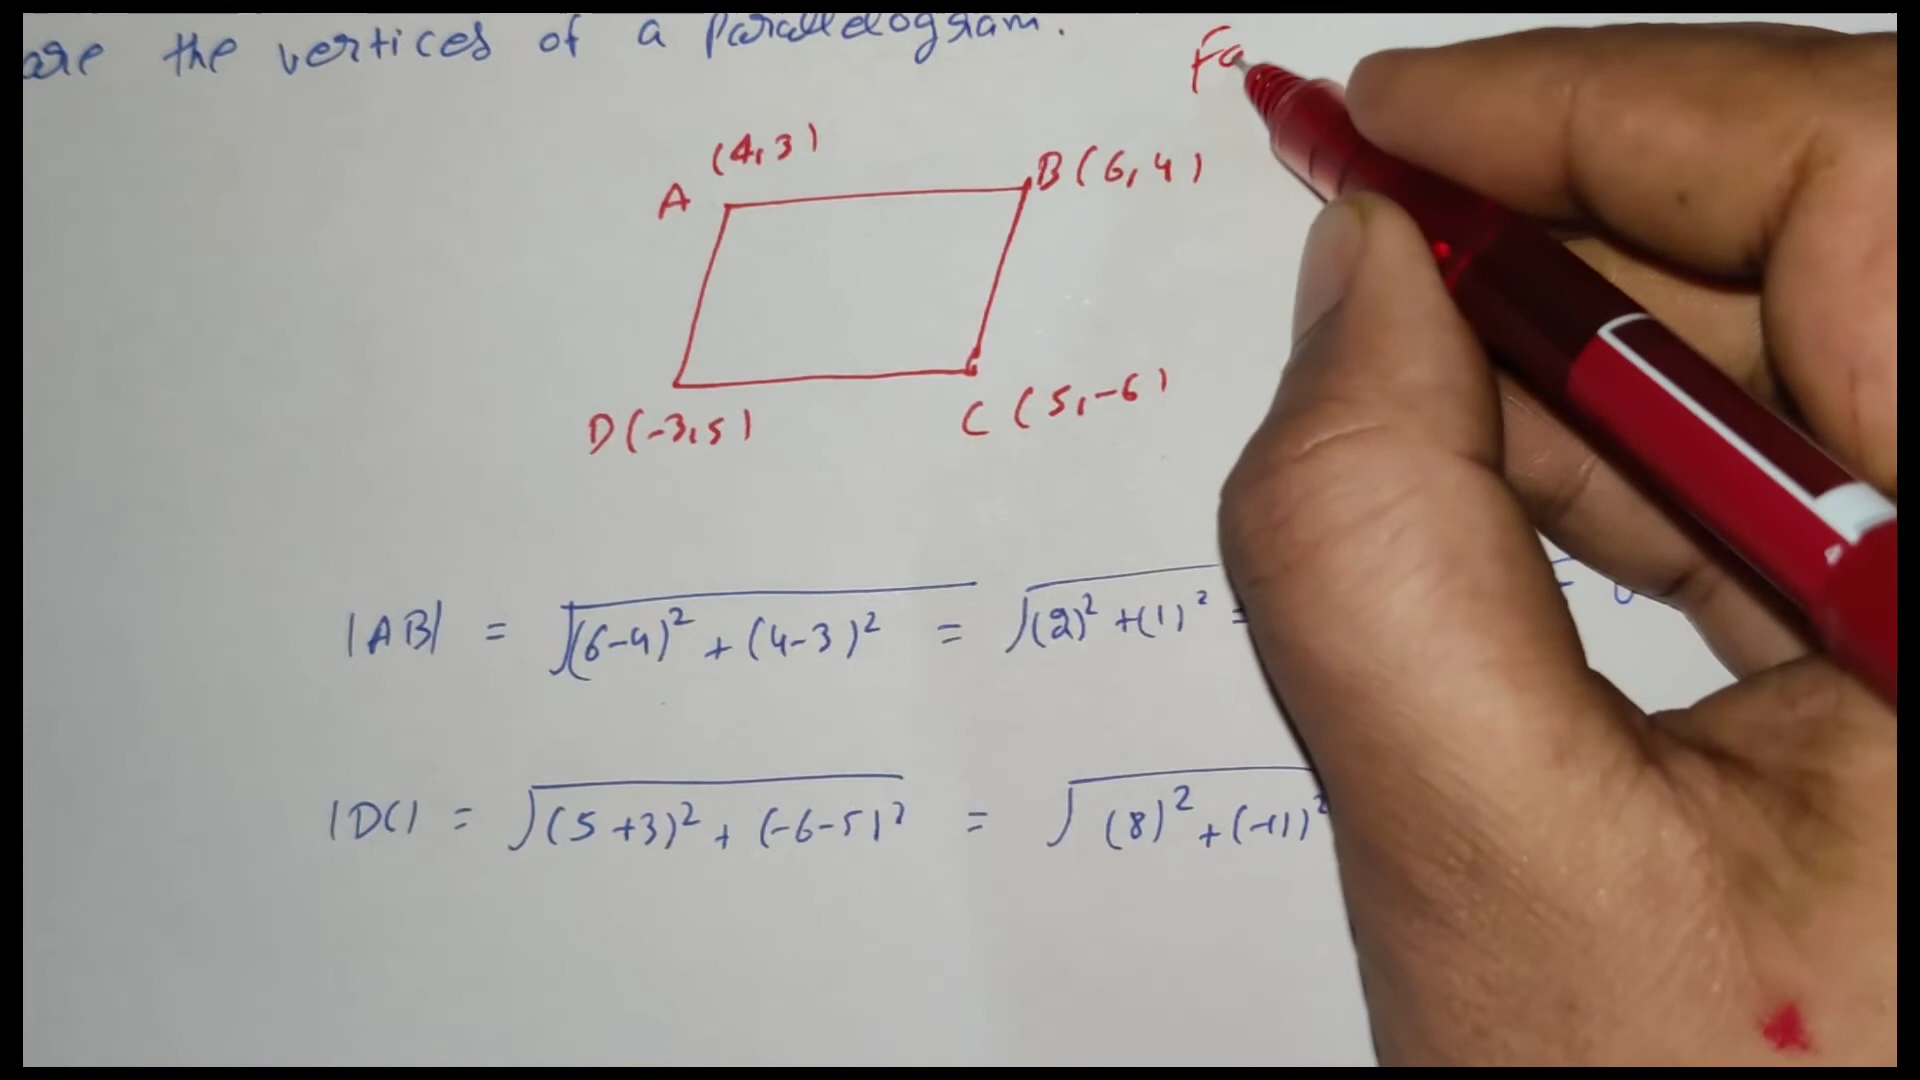 are the vertices of a parallelogram.
Fa
(4,3)
A
B(6,4)
D(-3,5)
C(5,-6)
|AB| = √(6-4)² + (4-3)² = √(2)² + (1)² =
|DC| = √(5+3)² + (-6-5)² = √(8)² + (-11)²